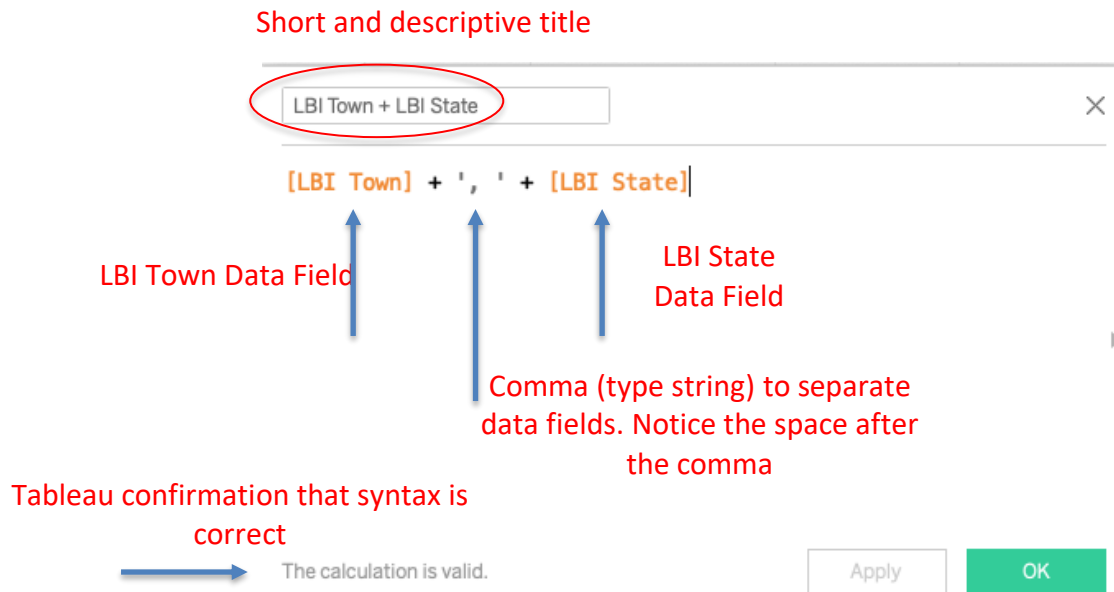 Short and descriptive title
LBI Town + LBI State
[LBI Town] + ', ' + [LBI State]
LBI Town Data Field
LBI State
Data Field
Comma (type string) to separate
data fields. Notice the space after
the comma
Tableau confirmation that syntax is
correct
The calculation is valid.
Apply
OK